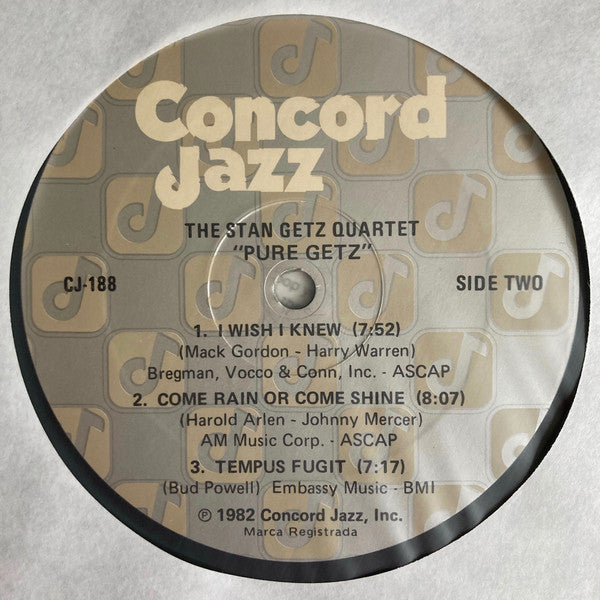 Concord
Jazz
THE STAN GETZ QUARTET
"PURE GETZ"
CJ-188
SIDE TWO
1. I WISH I KNEW (7:52)
(Mack Gordon - Harry Warren)
Bregman, Vocco & Conn, Inc. - ASCAP
2. COME RAIN OR COME SHINE (8:07)
(Harold Arlen - Johnny Mercer)
AM Music Corp. - ASCAP
3. TEMPUS FUGIT (7:17)
(Bud Powell) Embassy Music - BMI
℗ 1982 Concord Jazz, Inc.
Marca Registrada